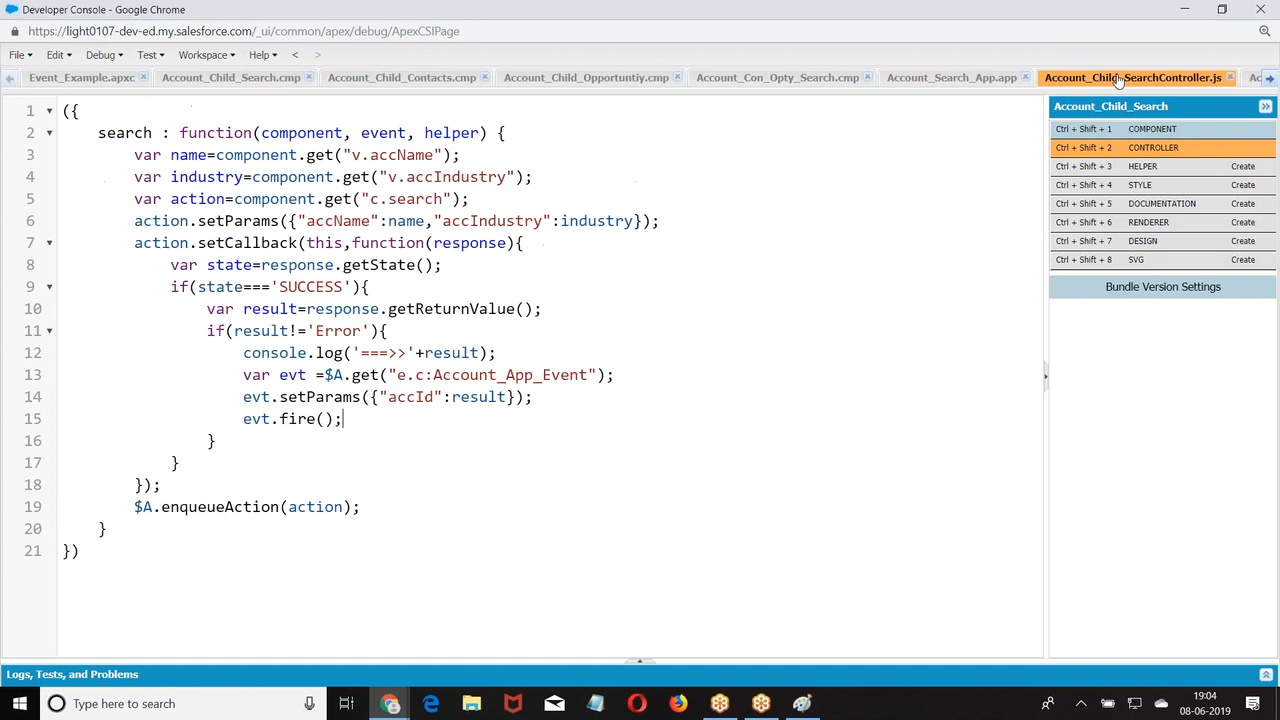 Developer Console - Google Chrome
https://light0107-dev-ed.my.salesforce.com/_ui/common/apex/debug/ApexCSIPage
File Edit Debug Test Workspace Help < >
Event_Example.apxc Account_Child_Search.cmp Account_Child_Contacts.cmp Account_Child_Opportuntiy.cmp Account_Con_Opty_Search.cmp Account_Search_App.app Account_Child_SearchController.js Ac
1 ({
2 search : function(component, event, helper) {
3 var name=component.get("v.accName");
4 var industry=component.get("v.accIndustry");
5 var action=component.get("c.search");
6 action.setParams({"accName":name,"accIndustry":industry});
7 action.setCallback(this,function(response){
8 var state=response.getState();
9 if(state==='SUCCESS'){
10 var result=response.getReturnValue();
11 if(result!='Error'){
12 console.log('===>>'+result);
13 var evt =$A.get("e.c:Account_App_Event");
14 evt.setParams({"accId":result});
15 evt.fire();
16 }
17 }
18 });
19 $A.enqueueAction(action);
20 }
21 })
Account_Child_Search
Ctrl + Shift + 1 COMPONENT
Ctrl + Shift + 2 CONTROLLER
Ctrl + Shift + 3 HELPER Create
Ctrl + Shift + 4 STYLE Create
Ctrl + Shift + 5 DOCUMENTATION Create
Ctrl + Shift + 6 RENDERER Create
Ctrl + Shift + 7 DESIGN Create
Ctrl + Shift + 8 SVG Create
Bundle Version Settings
Logs, Tests, and Problems
Type here to search
19:04
08-06-2019